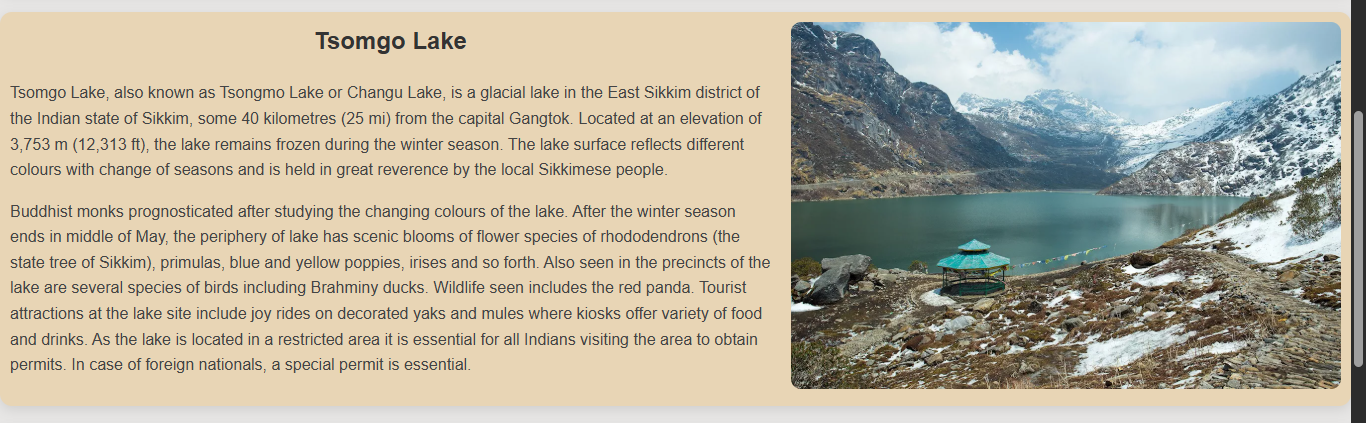 Tsomgo Lake
Tsomgo Lake, also known as Tsongmo Lake or Changu Lake, is a glacial lake in the East Sikkim district of
the Indian state of Sikkim, some 40 kilometres (25 mi) from the capital Gangtok. Located at an elevation of
3,753 m (12,313 ft), the lake remains frozen during the winter season. The lake surface reflects different
colours with change of seasons and is held in great reverence by the local Sikkimese people.
Buddhist monks prognosticated after studying the changing colours of the lake. After the winter season
ends in middle of May, the periphery of lake has scenic blooms of flower species of rhododendrons (the
state tree of Sikkim), primulas, blue and yellow poppies, irises and so forth. Also seen in the precincts of the
lake are several species of birds including Brahminy ducks. Wildlife seen includes the red panda. Tourist
attractions at the lake site include joy rides on decorated yaks and mules where kiosks offer variety of food
and drinks. As the lake is located in a restricted area it is essential for all Indians visiting the area to obtain
permits. In case of foreign nationals, a special permit is essential.